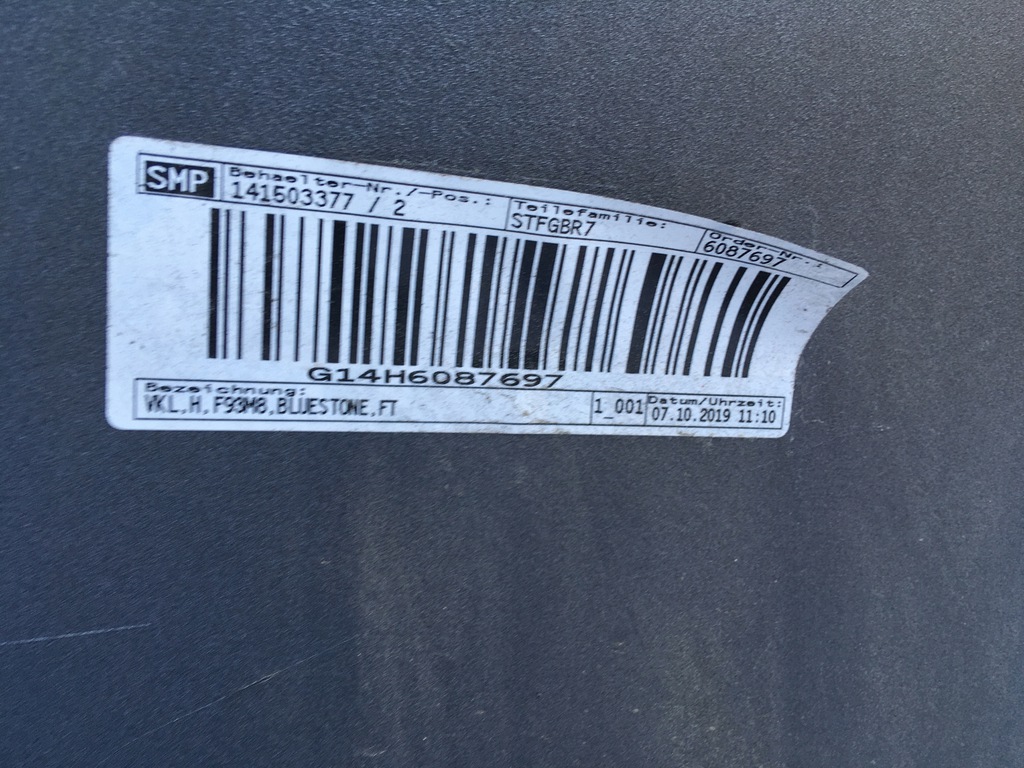 SMP
Behaelter-Nr./-Pos.:
141503377 / 2
Teilefamilie:
STFGBR7
Order-Nr.:
6087697
G14H6087697
Bezeichnung:
VKL,H,F93M8,BLUESTONE,FT
1_001
Datum/Uhrzeit:
07.10.2019 11:10